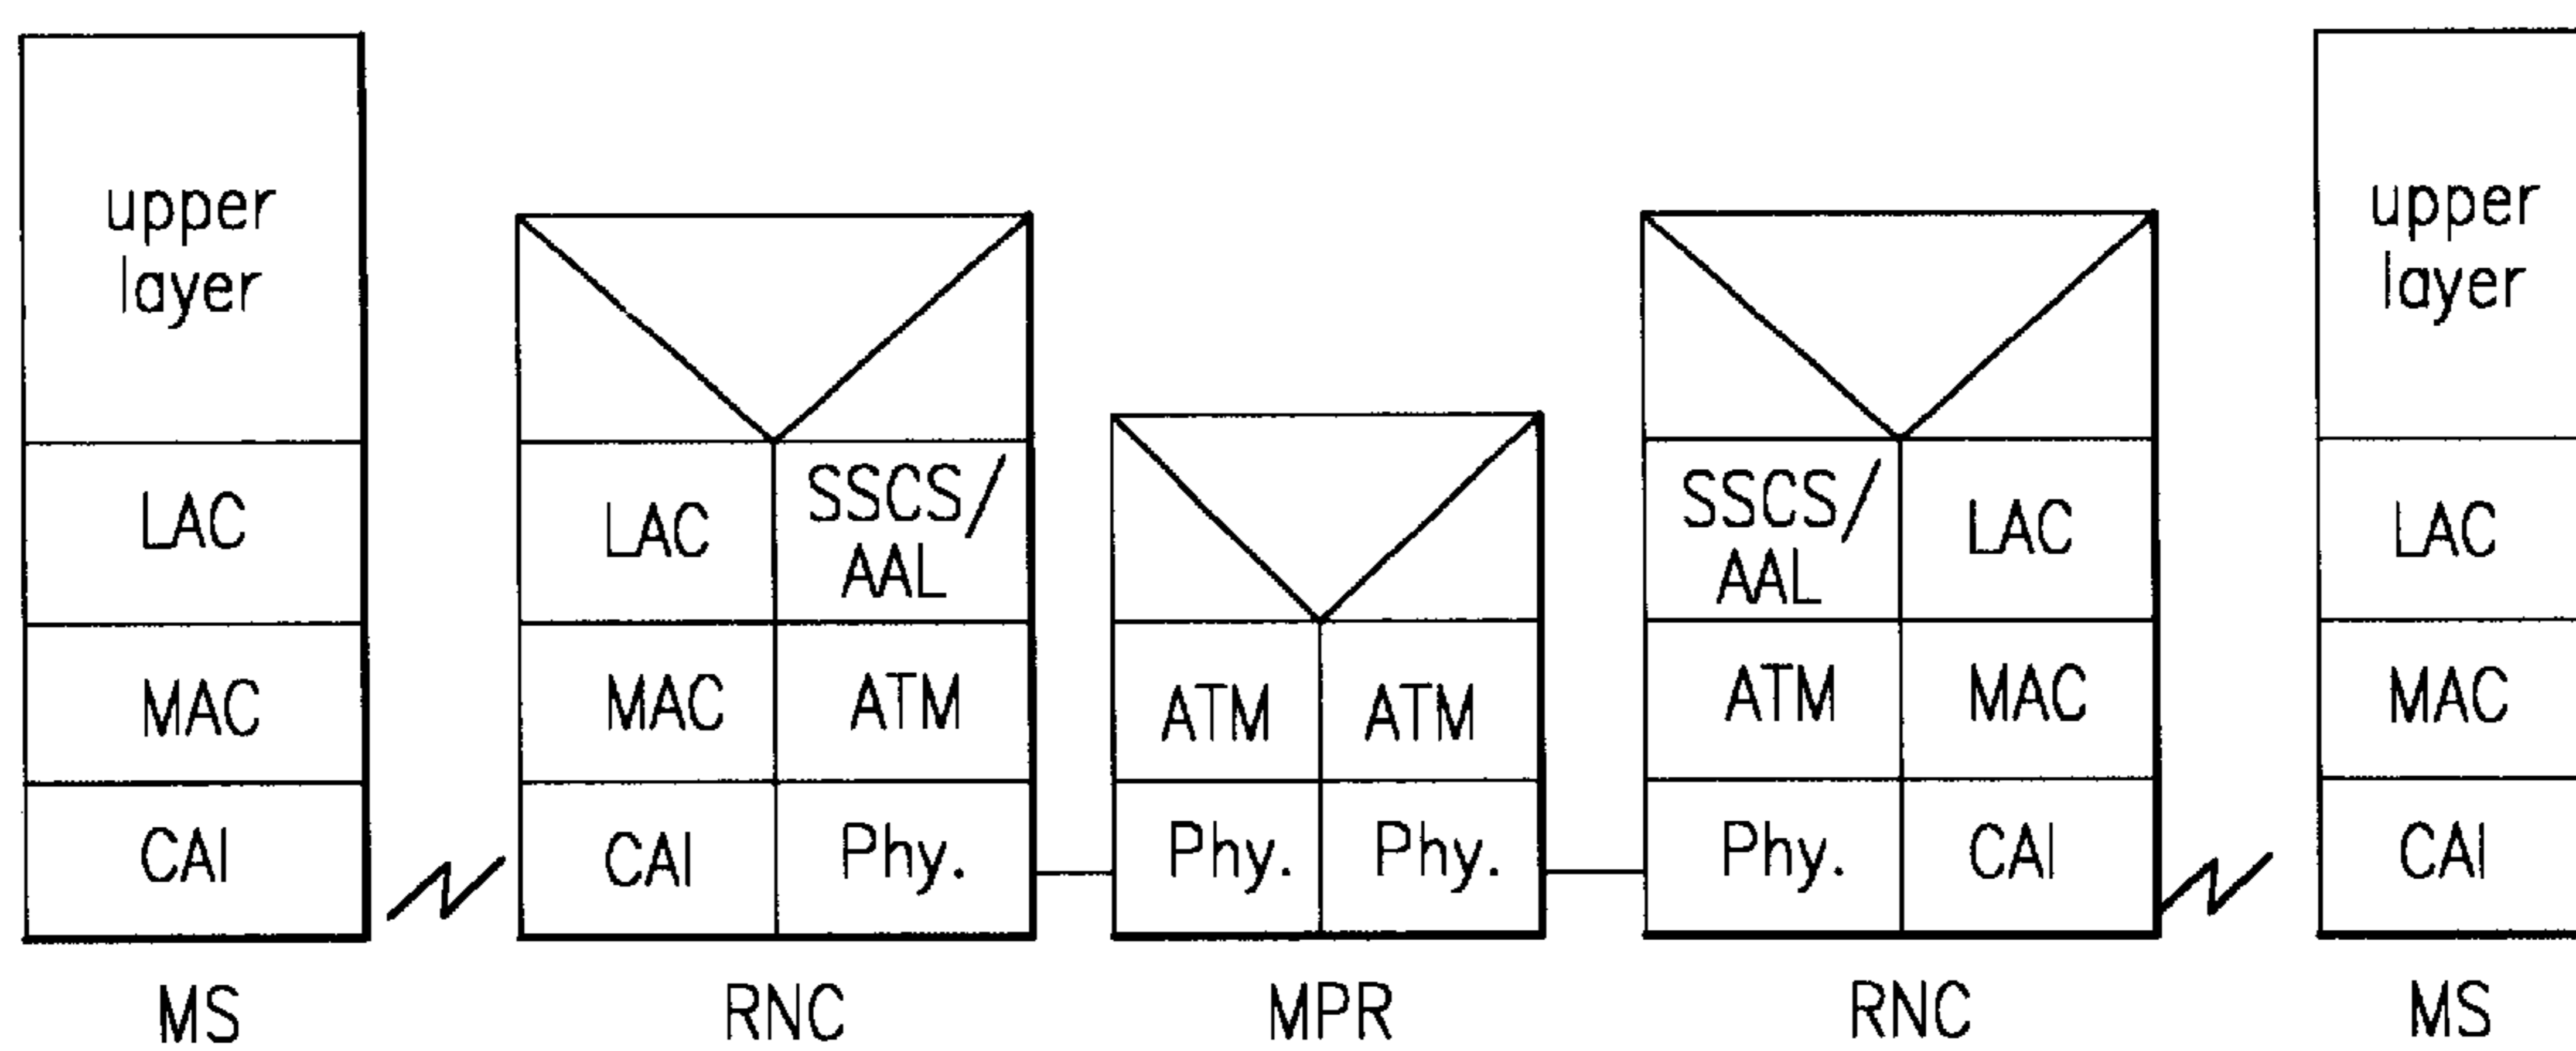 upper
layer
LAC
MAC
CAI
MS
LAC
SSCS/
AAL
MAC
ATM
CAI
Phy.
RNC
ATM
ATM
Phy.
Phy.
MPR
SSCS/
AAL
LAC
ATM
MAC
Phy.
CAI
RNC
upper
layer
LAC
MAC
CAI
MS